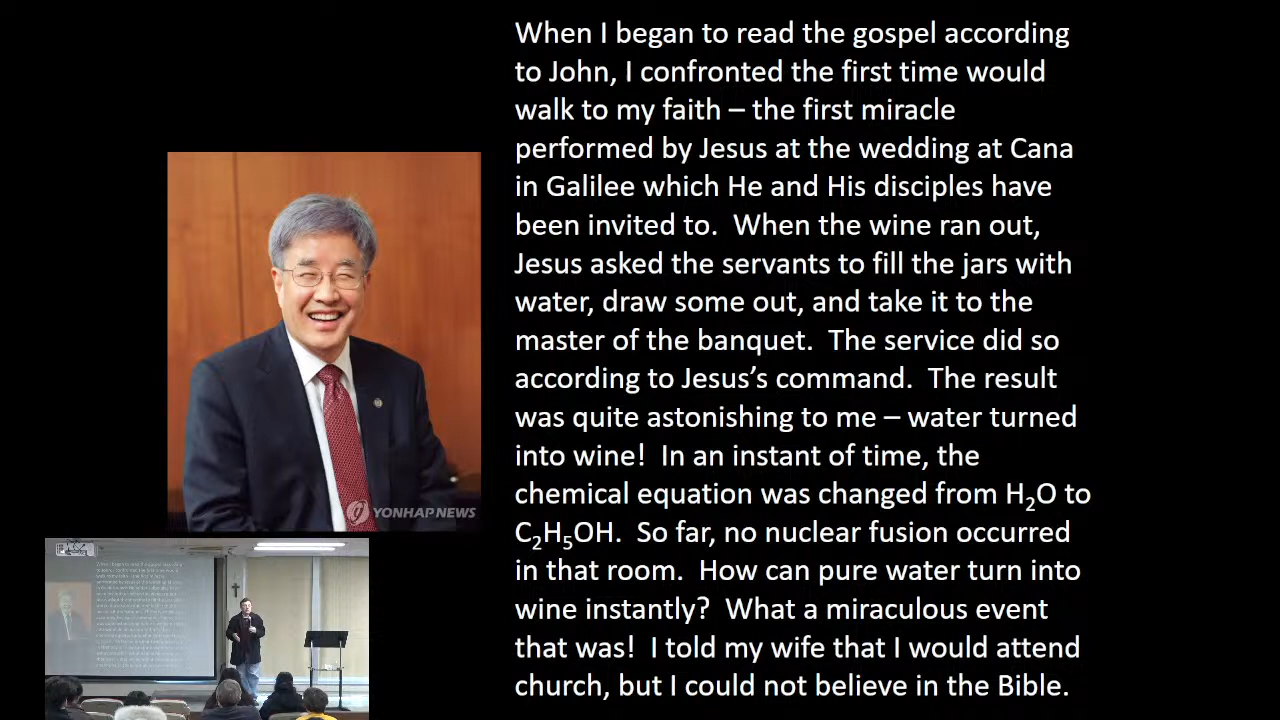 When I began to read the gospel according
to John, I confronted the first time would
walk to my faith – the first miracle
performed by Jesus at the wedding at Cana
in Galilee which He and His disciples have
been invited to.  When the wine ran out,
Jesus asked the servants to fill the jars with
water, draw some out, and take it to the
master of the banquet.  The service did so
according to Jesus’s command.  The result
was quite astonishing to me – water turned
into wine!  In an instant of time, the
chemical equation was changed from H₂O to
C₂H₅OH.  So far, no nuclear fusion occurred
in that room.  How can pure water turn into
wine instantly?  What a miraculous event
that was!  I told my wife that I would attend
church, but I could not believe in the Bible.
YONHAP NEWS